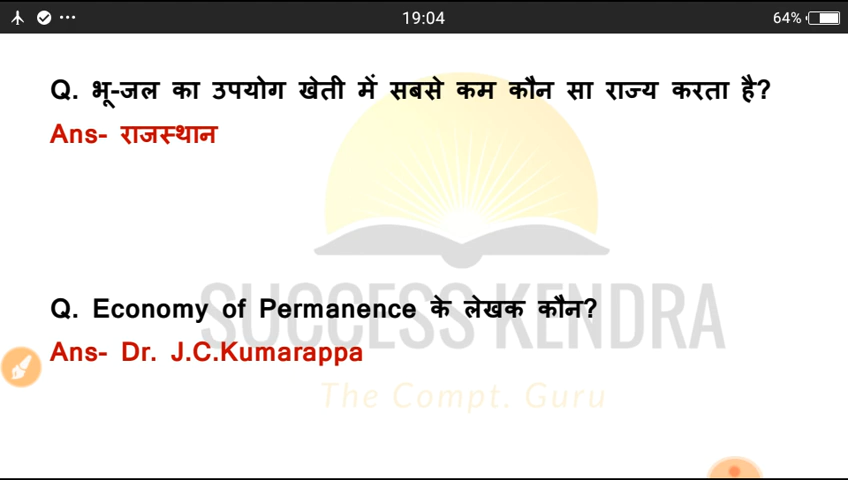 19:04
64%
Q. भू-जल का उपयोग खेती में सबसे कम कौन सा राज्य करता है?
Ans- राजस्थान
Q. Economy of Permanence के लेखक कौन?
SUCCESS KENDRA
Ans- Dr. J.C.Kumarappa
The Compt. Guru